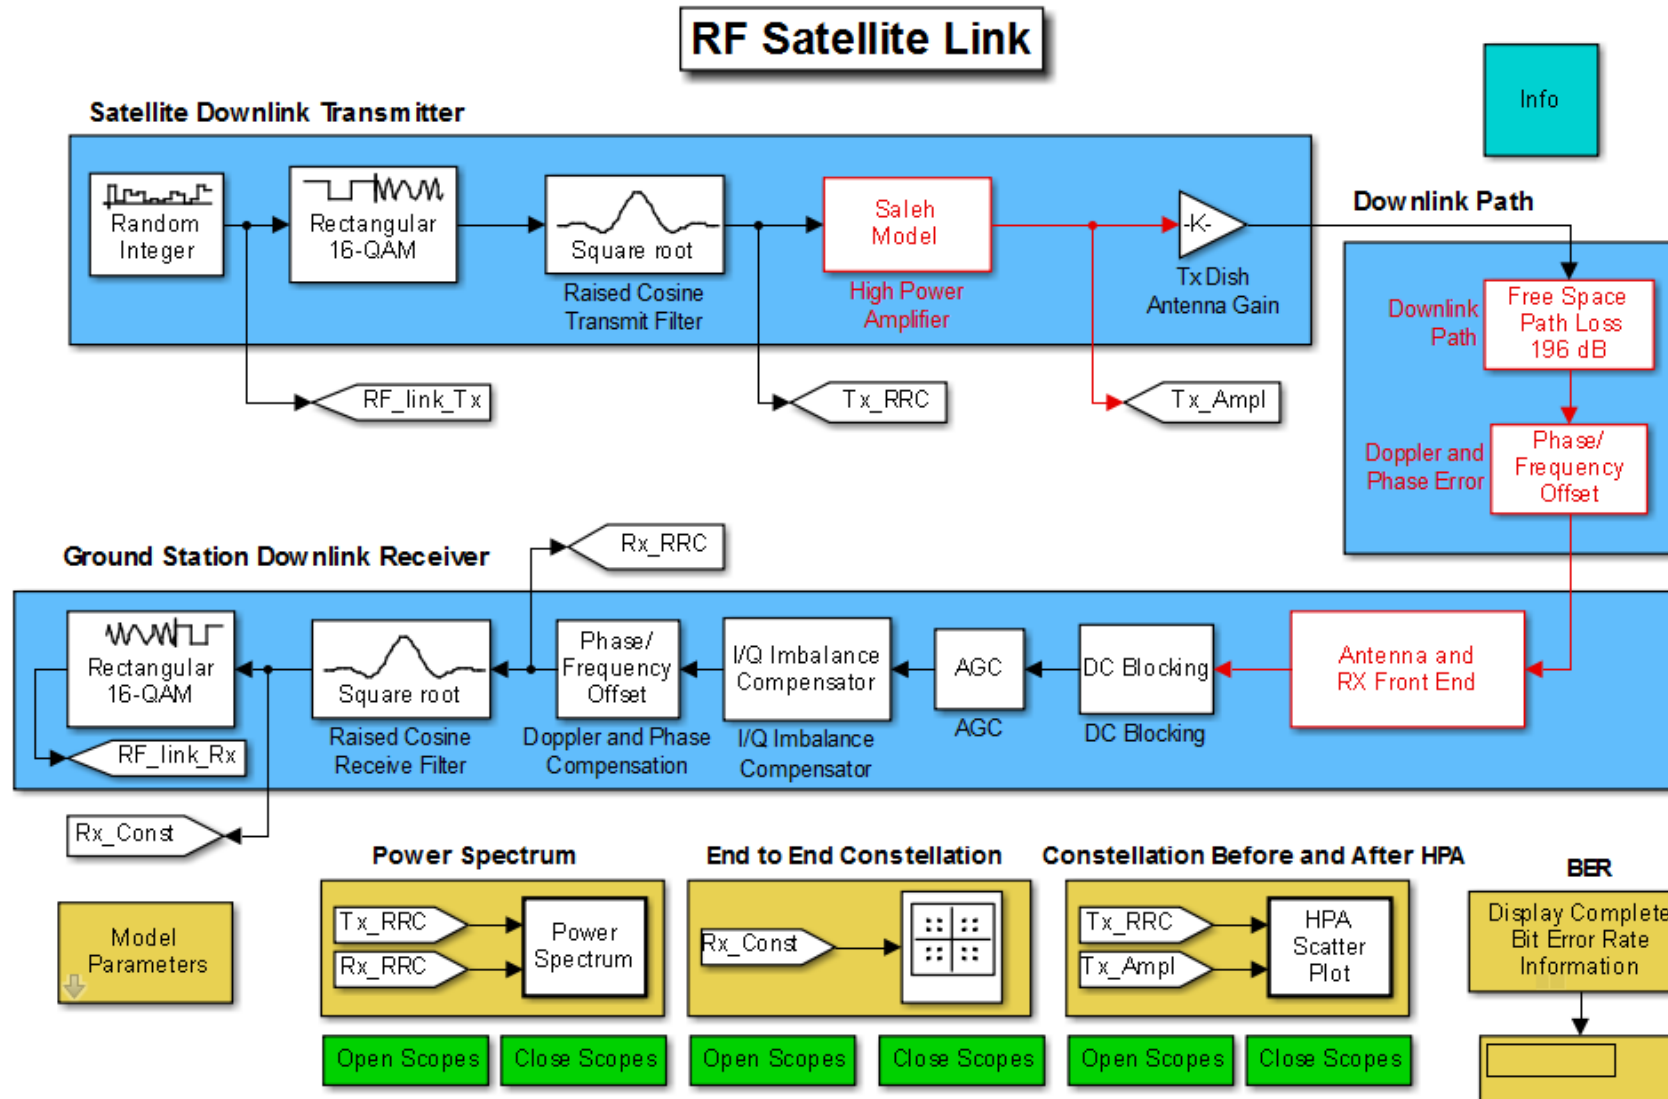 RF Satellite Link
Info
Satellite Downlink Transmitter
Random
Integer
Rectangular
16-QAM
Square root
Raised Cosine
Transmit Filter
Saleh
Model
High Power
Amplifier
-K-
Tx Dish
Antenna Gain
Downlink Path
Downlink
Path
Free Space
Path Loss
196 dB
Doppler and
Phase Error
Phase/
Frequency
Offset
RF_link_Tx
Tx_RRC
Tx_Ampl
Ground Station Downlink Receiver
Rx_RRC
Rectangular
16-QAM
RF_link_Rx
Square root
Raised Cosine
Receive Filter
Phase/
Frequency
Offset
Doppler and Phase
Compensation
I/Q Imbalance
Compensator
I/Q Imbalance
Compensator
AGC
AGC
DC Blocking
DC Blocking
Antenna and
RX Front End
Rx_Const
Model
Parameters
Power Spectrum
Tx_RRC
Rx_RRC
Power
Spectrum
Open Scopes
Close Scopes
End to End Constellation
Rx_Const
Open Scopes
Close Scopes
Constellation Before and After HPA
Tx_RRC
Tx_Ampl
HPA
Scatter
Plot
Open Scopes
Close Scopes
BER
Display Complete
Bit Error Rate
Information